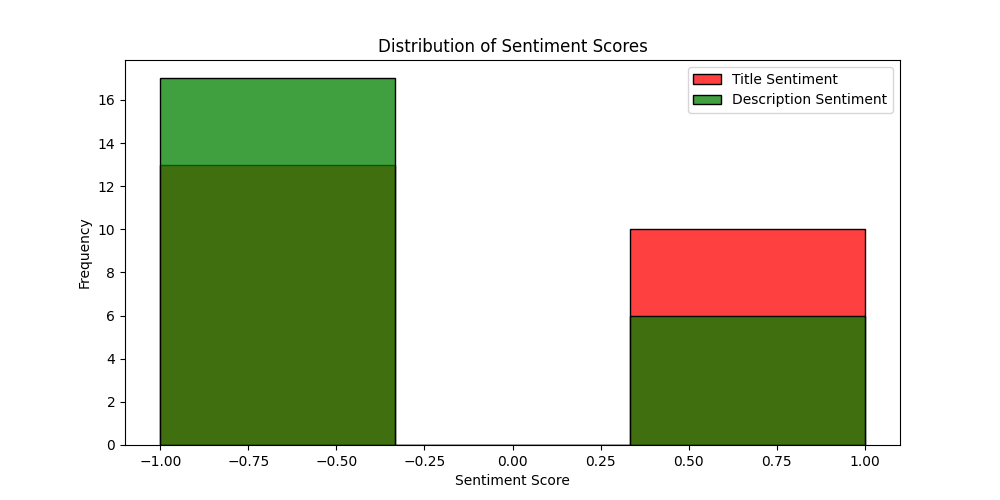 Distribution of Sentiment Scores
Title Sentiment
Description Sentiment
Frequency
16
14
12
10
8
6
4
2
0
−1.00 −0.75 −0.50 −0.25 0.00 0.25 0.50 0.75 1.00
Sentiment Score